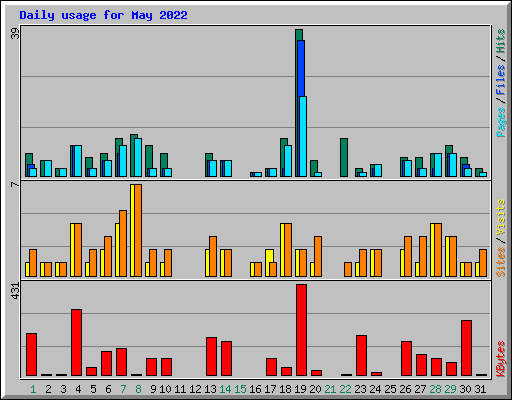 Daily usage for May 2022
39
7
431
Pages / Files / Hits
Sites / Visits
KBytes
1 2 3 4 5 6 7 8 9 10 11 12 13 14 15 16 17 18 19 20 21 22 23 24 25 26 27 28 29 30 31